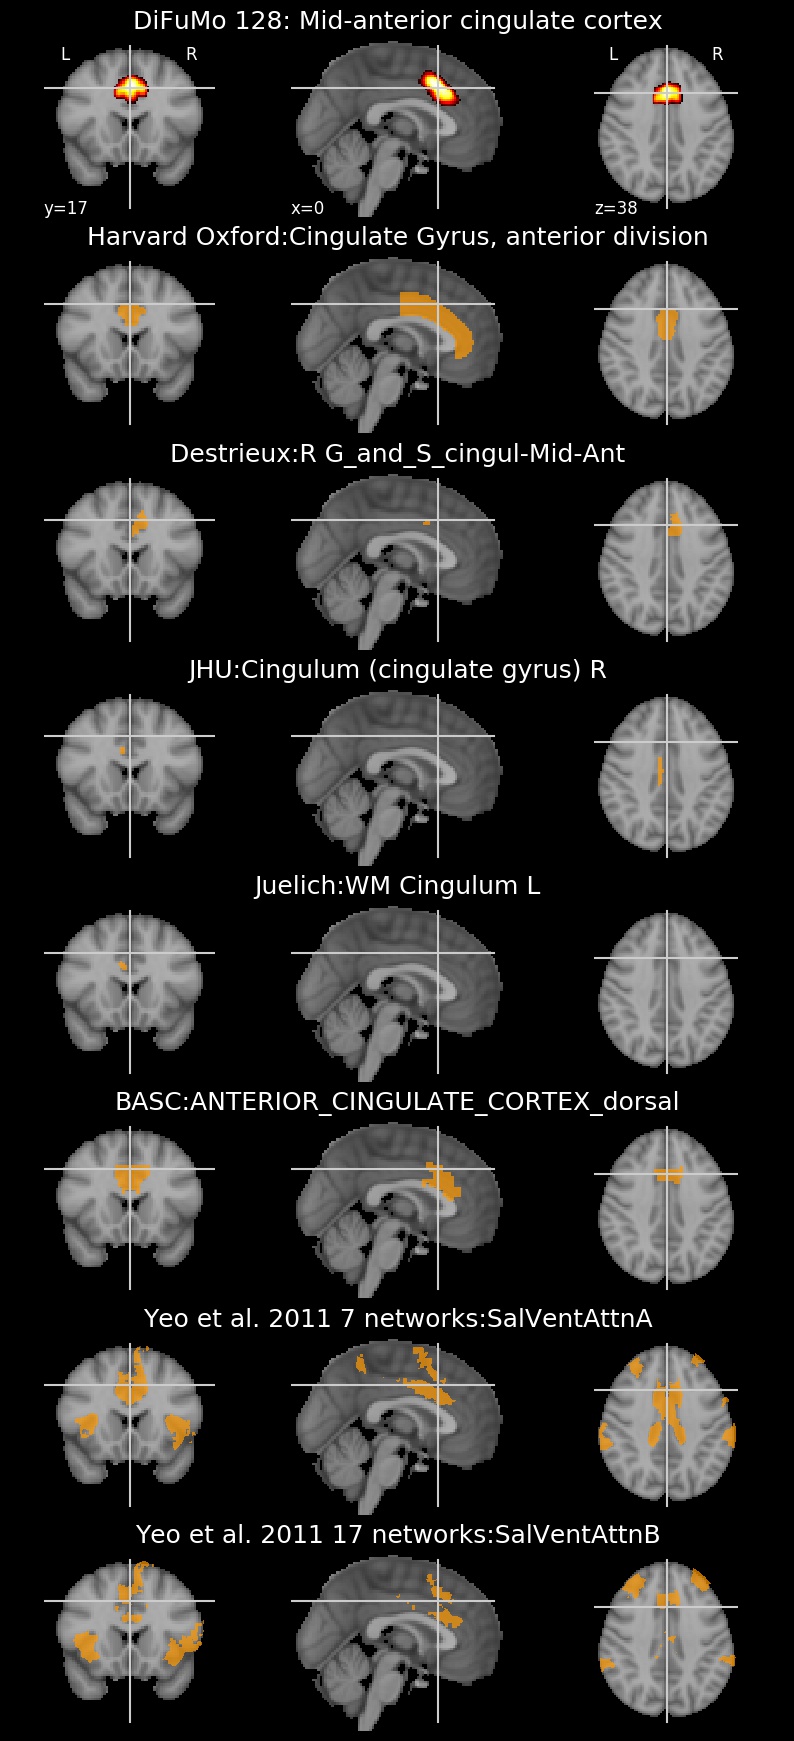 DiFuMo 128: Mid-anterior cingulate cortex
L R L R
y=17 x=0 z=38
Harvard Oxford:Cingulate Gyrus, anterior division
Destrieux:R G_and_S_cingul-Mid-Ant
JHU:Cingulum (cingulate gyrus) R
Juelich:WM Cingulum L
BASC:ANTERIOR_CINGULATE_CORTEX_dorsal
Yeo et al. 2011 7 networks:SalVentAttnA
Yeo et al. 2011 17 networks:SalVentAttnB